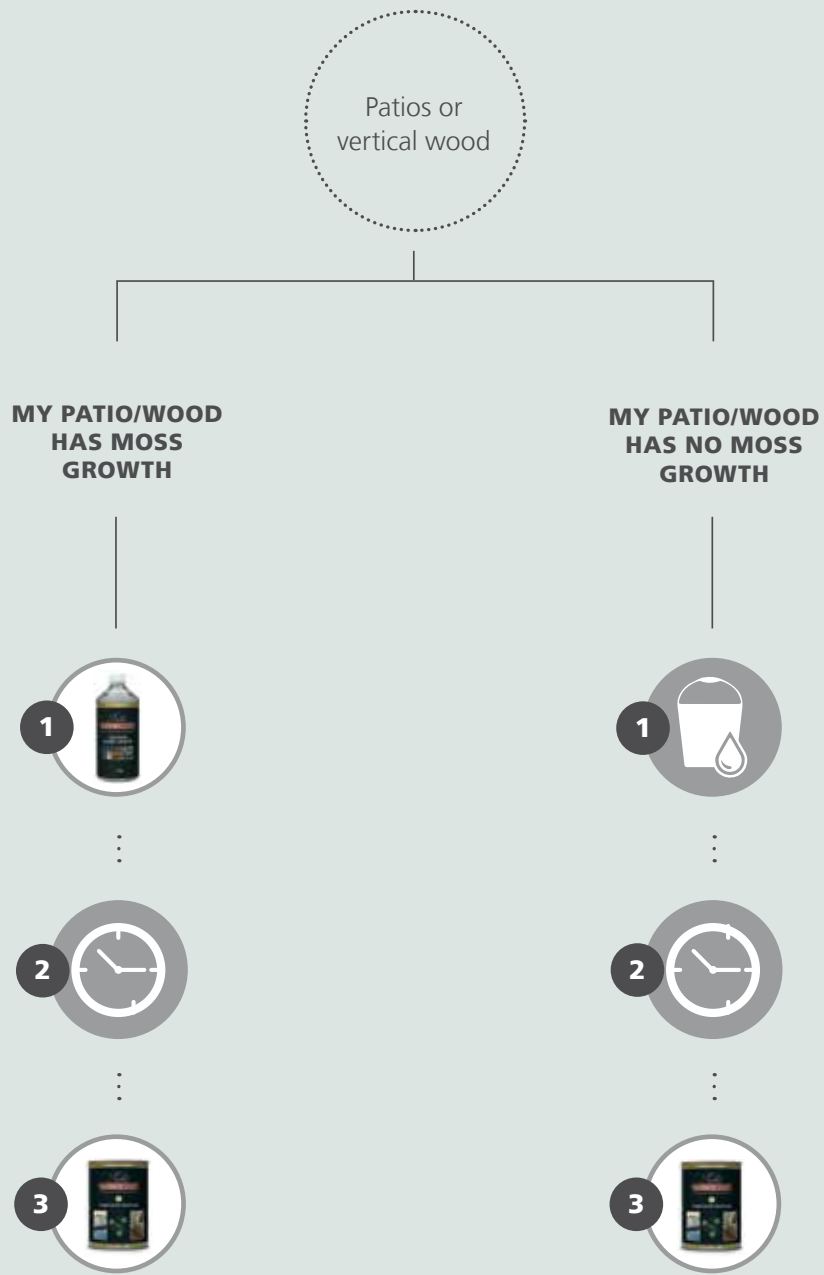 Patios or
vertical wood
MY PATIO/WOOD
HAS MOSS
GROWTH
MY PATIO/WOOD
HAS NO MOSS
GROWTH
1
1
2
2
3
3